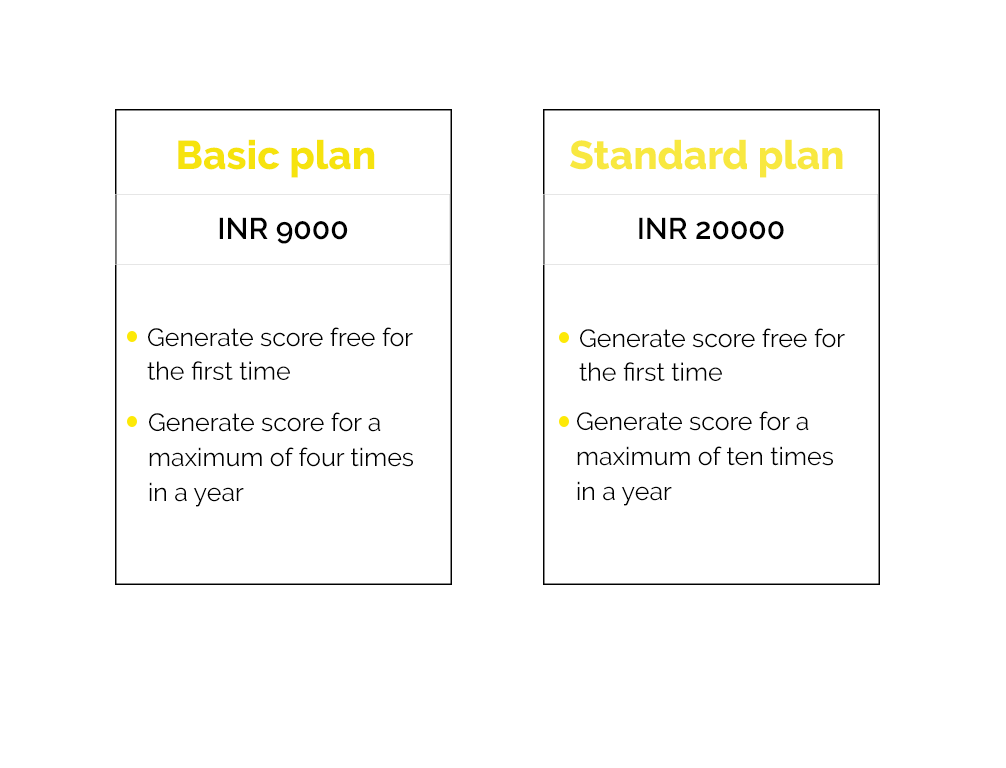 Basic plan
INR 9000
Generate score free for
the first time
Generate score for a
maximum of four times
in a year
Standard plan
INR 20000
Generate score free for
the first time
Generate score for a
maximum of ten times
in a year